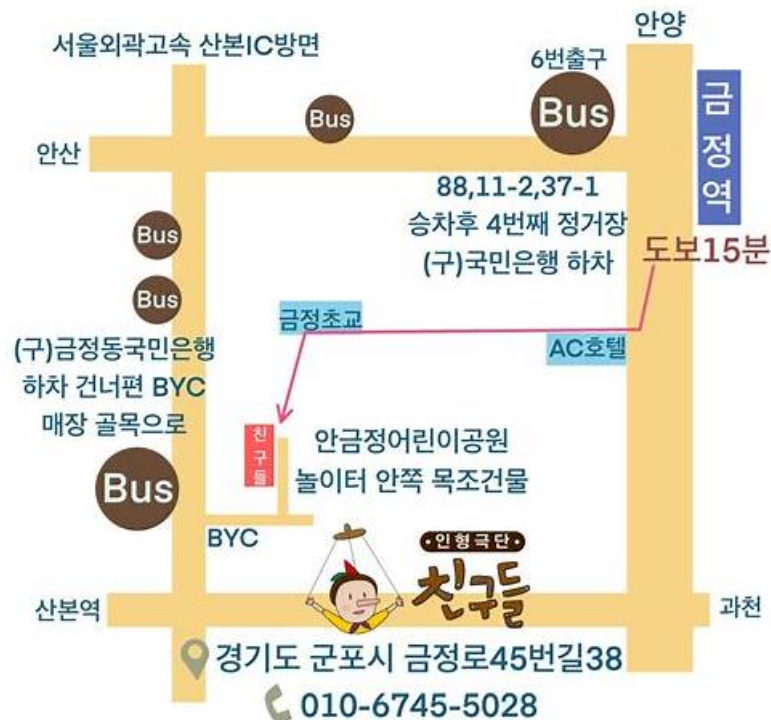 안양
서울외곽고속 산본IC방면
6번출구
Bus
Bus
금정역
안산
88,11-2,37-1
승차후 4번째 정거장
(구)국민은행 하차
도보15분
Bus
Bus
금정초교
AC호텔
(구)금정동국민은행
하차 건너편 BYC
매장 골목으로
친구들
안금정어린이공원
놀이터 안쪽 목조건물
Bus
BYC
·인형극단·
친구들
산본역
과천
경기도 군포시 금정로45번길38
010-6745-5028